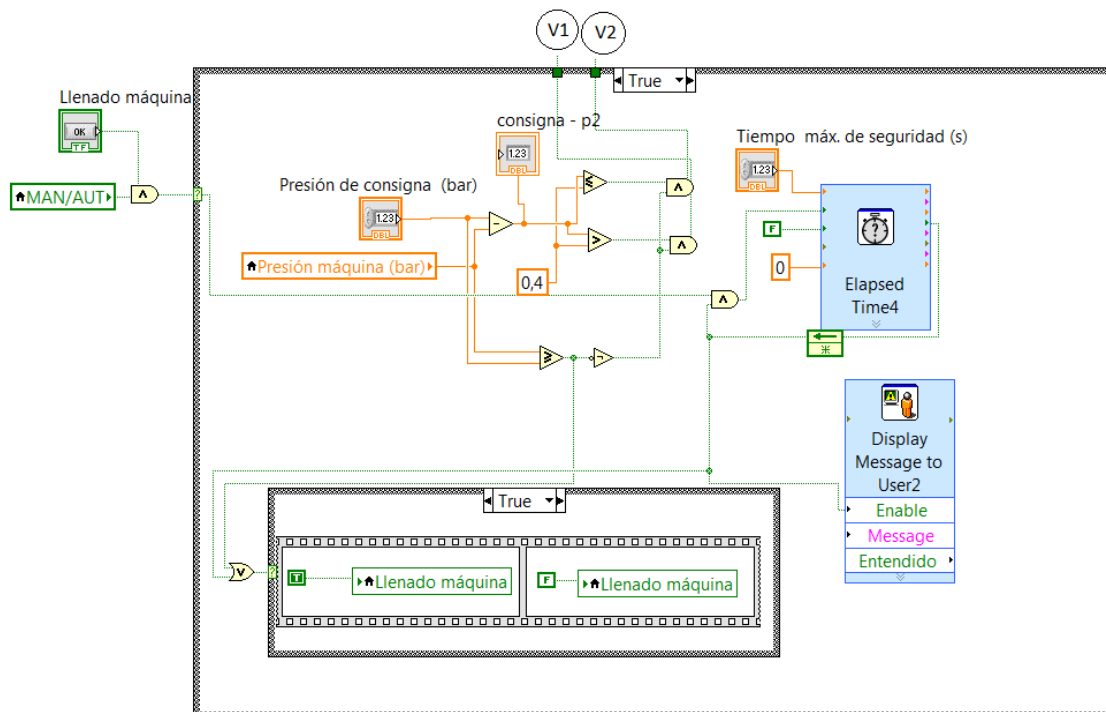 V1
V2
True
Llenado máquina
OK
TF
MAN/AUT
consigna - p2
1.23
DBL
Tiempo  máx. de seguridad (s)
1.23
DBL
Presión de consigna  (bar)
1.23
DBL
Presión máquina (bar)
0,4
F
0
?
Elapsed
Time4
Display
Message to
User2
Enable
Message
Entendido
True
T
Llenado máquina
F
Llenado máquina
?
?